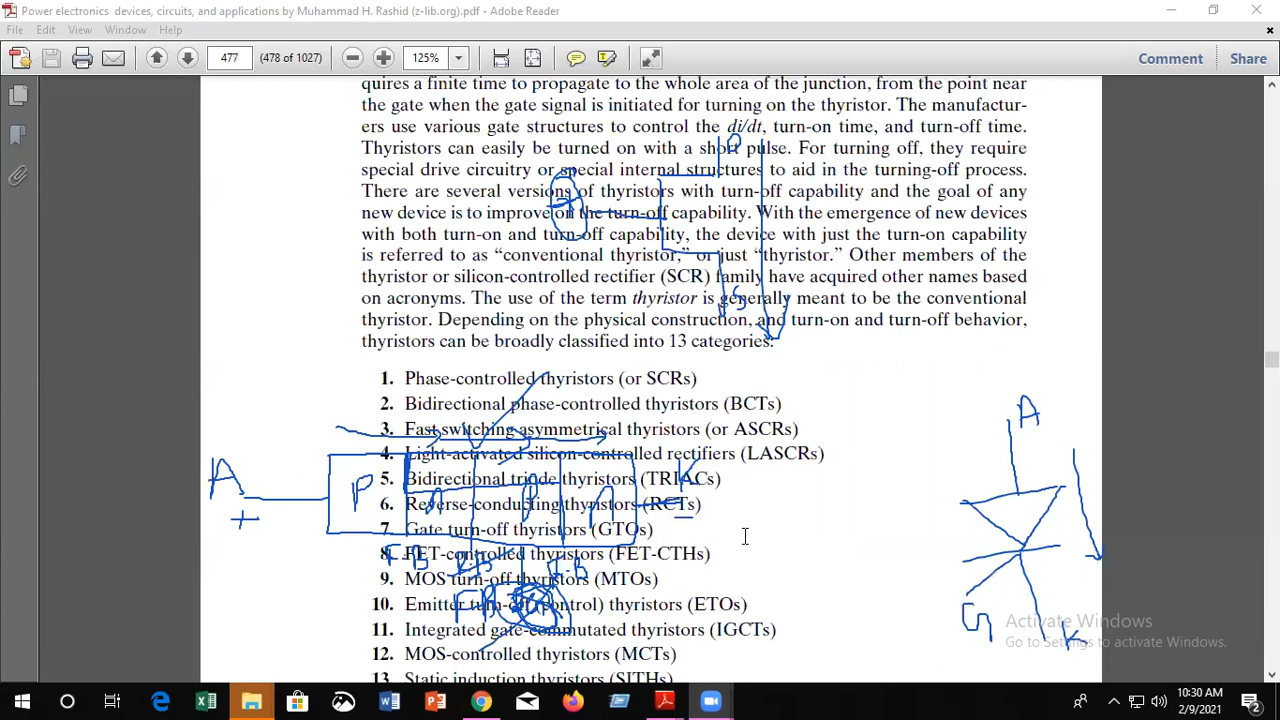 Power electronics devices, circuits, and applications by Muhammad H. Rashid (z-lib.org).pdf - Adobe Reader
File Edit View Window Help
477 (478 of 1027) 125% Comment Share
quires a finite time to propagate to the whole area of the junction, from the point near
the gate when the gate signal is initiated for turning on the thyristor. The manufactur-
ers use various gate structures to control the di/dt, turn-on time, and turn-off time.
Thyristors can easily be turned on with a short pulse. For turning off, they require
special drive circuitry or special internal structures to aid in the turning-off process.
There are several versions of thyristors with turn-off capability and the goal of any
new device is to improve on the turn-off capability. With the emergence of new devices
with both turn-on and turn-off capability, the device with just the turn-on capability
is referred to as “conventional thyristor,” or just “thyristor.” Other members of the
thyristor or silicon-controlled rectifier (SCR) family have acquired other names based
on acronyms. The use of the term thyristor is generally meant to be the conventional
thyristor. Depending on the physical construction, and turn-on and turn-off behavior,
thyristors can be broadly classified into 13 categories:
1. Phase-controlled thyristors (or SCRs)
2. Bidirectional phase-controlled thyristors (BCTs)
3. Fast switching asymmetrical thyristors (or ASCRs)
4. Light-activated silicon-controlled rectifiers (LASCRs)
5. Bidirectional triode thyristors (TRIACs)
6. Reverse-conducting thyristors (RCTs)
7. Gate turn-off thyristors (GTOs)
8. FET-controlled thyristors (FET-CTHs)
9. MOS turn-off thyristors (MTOs)
10. Emitter turn-off (control) thyristors (ETOs)
11. Integrated gate-commutated thyristors (IGCTs)
12. MOS-controlled thyristors (MCTs)
13. Static induction thyristors (SITHs)
D
S
A
+
P n P n
K
FB RB FB
FB
A
G
K
Activate Windows
Go to Settings to activate Windows.
10:30 AM
2/9/2021
2